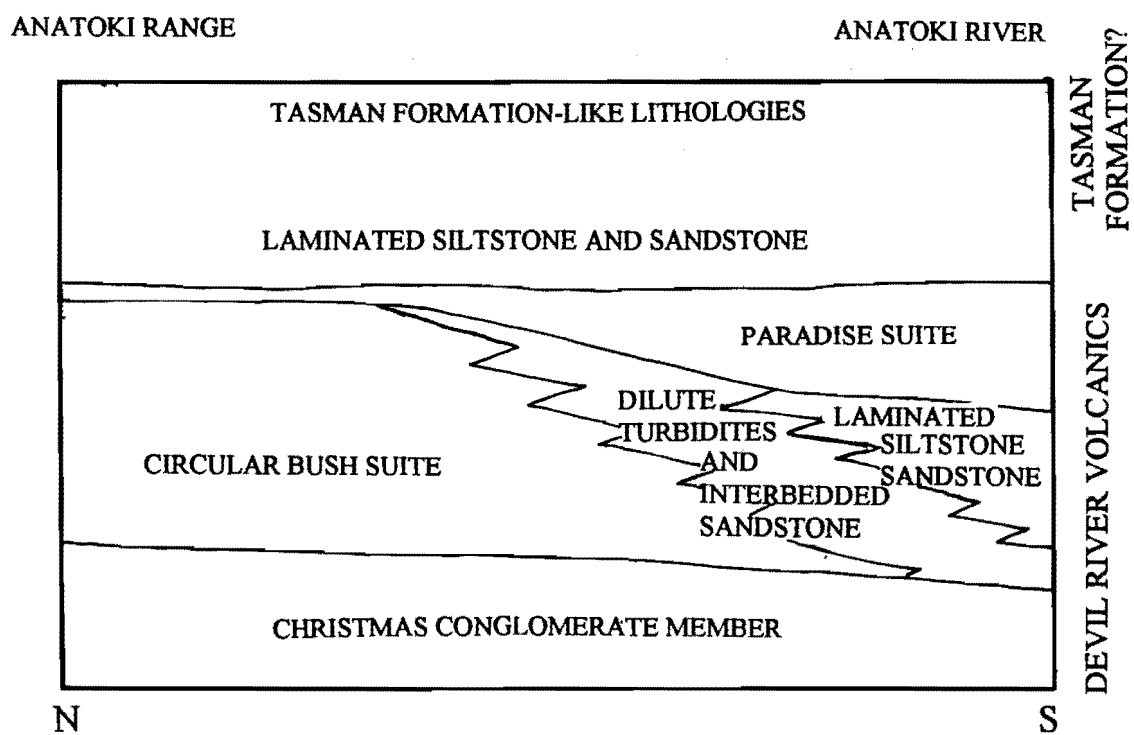 ANATOKI RANGE
ANATOKI RIVER
TASMAN
FORMATION?
TASMAN FORMATION-LIKE LITHOLOGIES
LAMINATED SILTSTONE AND SANDSTONE
PARADISE SUITE
DILUTE
TURBIDITES
AND
INTERBEDDED
SANDSTONE
LAMINATED
SILTSTONE
SANDSTONE
CIRCULAR BUSH SUITE
DEVIL RIVER VOLCANICS
CHRISTMAS CONGLOMERATE MEMBER
N
S